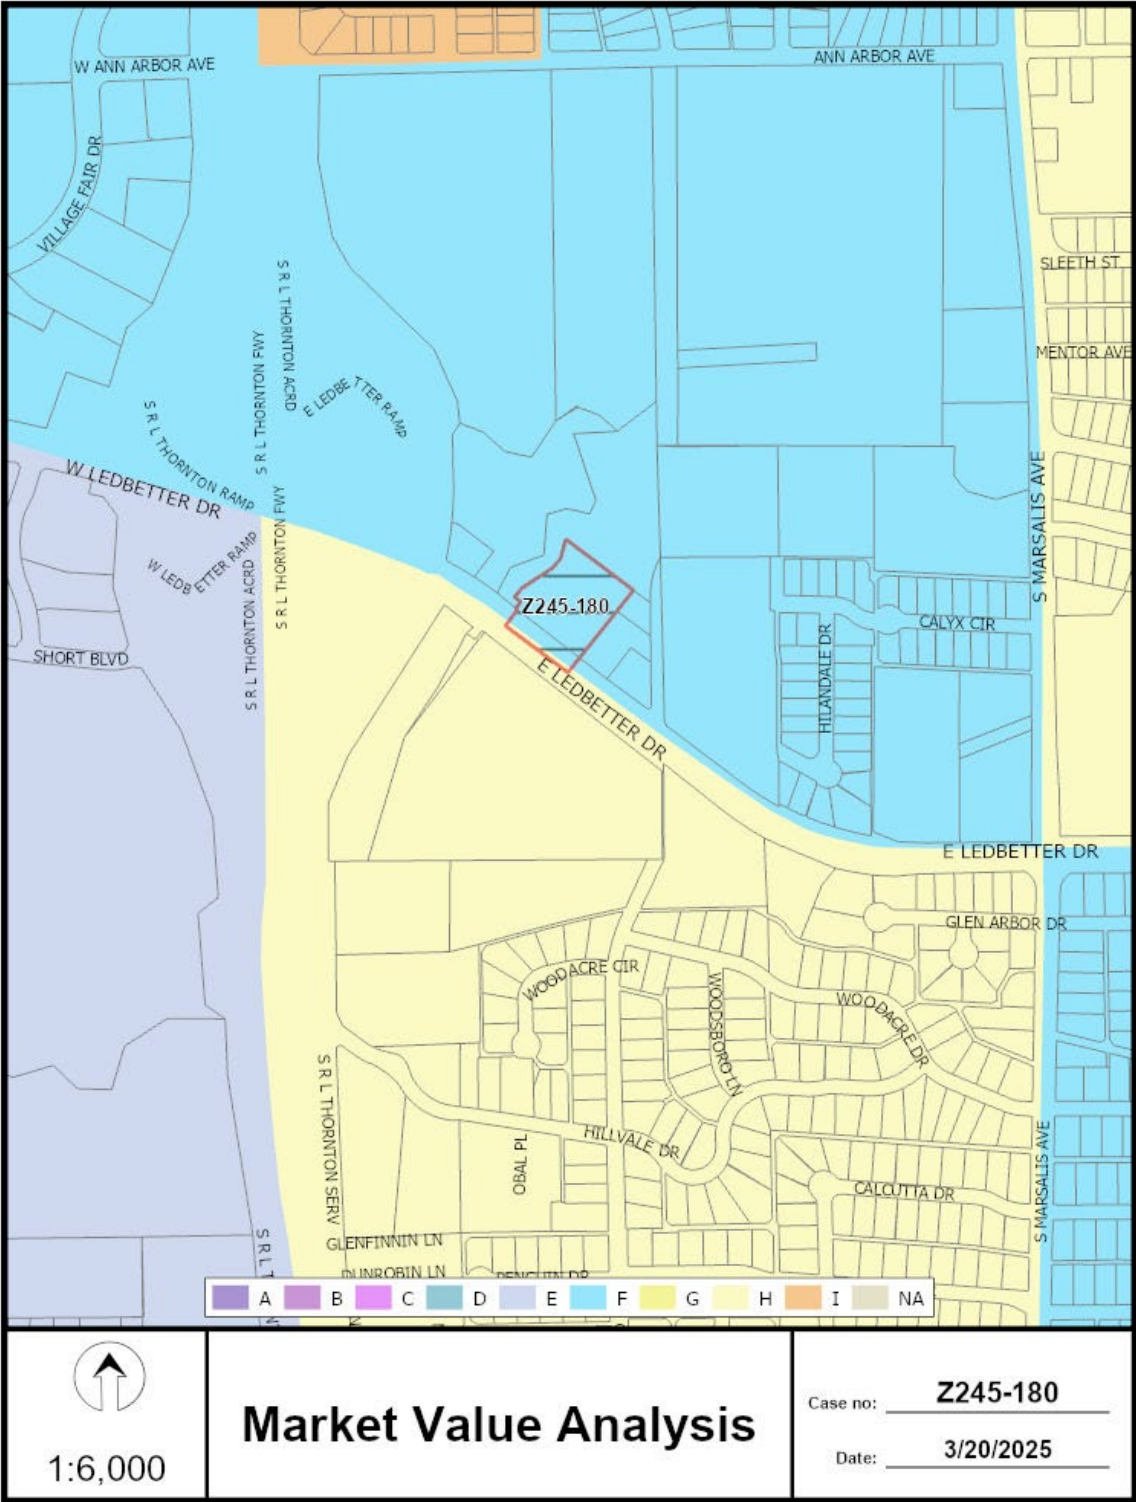 W ANN ARBOR AVE
ANN ARBOR AVE
VILLAGE FAIR DR
SLEETH ST
S R L THORNTON ACRD
S R L THORNTON FWY
MENTOR AVE
E LEDBETTER RAMP
S R L THORNTON RAMP
W LEDBETTER DR
S MARSALIS AVE
S R L THORNTON FWY
W LEDBETTER RAMP
S R L THORNTON ACRD
Z245-180
CALYX CIR
HILANDALE DR
SHORT BLVD
E LEDBETTER DR
E LEDBETTER DR
GLEN ARBOR DR
WOODACRE CIR
WOODSBORO LN
WOODACRE DR
S R L THORNTON SERV
HILLVALE DR
OBAL PL
CALCUTTA DR
S MARSALIS AVE
GLENFINNIN LN
DUNROBIN LN
PENGUIN DR
S R L T
A B C D E F G H I NA
1:6,000
Market Value Analysis
Case no: Z245-180
Date: 3/20/2025